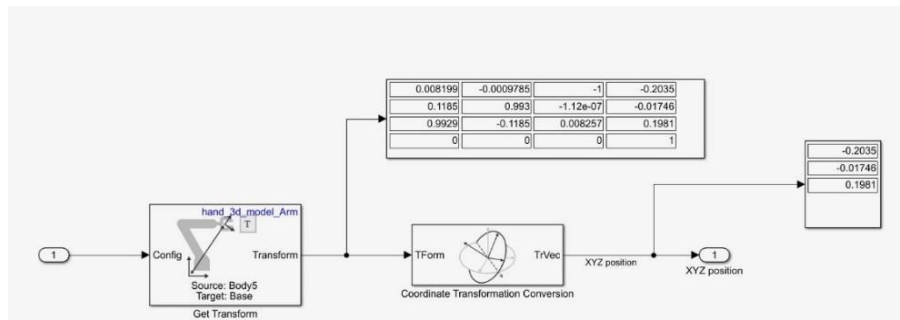 0.008199 -0.0009785 -1 -0.2035
0.1185 0.993 -1.12e-07 -0.01746
0.9929 -0.1185 0.008257 0.1981
0 0 0 1
-0.2035
-0.01746
0.1981
hand_3d_model_Arm
T
1
Config Transform
Source: Body5
Target: Base
Get Transform
TForm TrVec
Coordinate Transformation Conversion
XYZ position
1
XYZ position